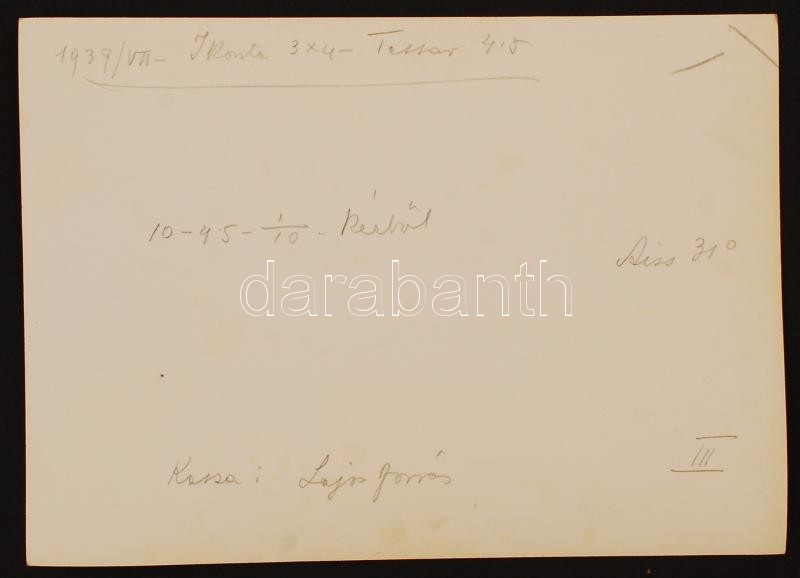 1939/VII – Ikonta 3×4 – Tessar 4.5
10 – 4.5 – 1/10 – Kézből
31°
darabanth
Kassa: Lajos forrás
III